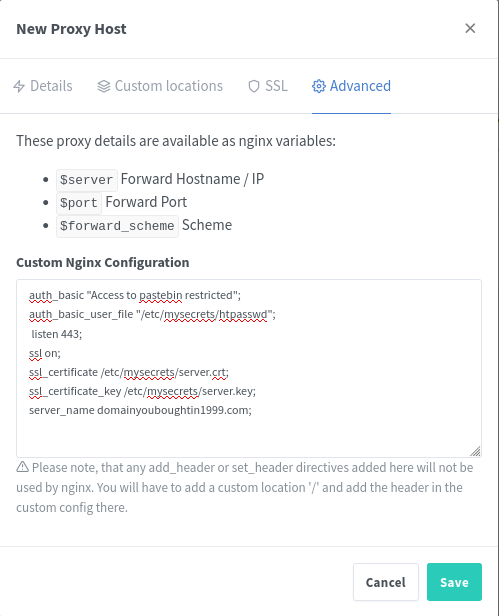 New Proxy Host
Details Custom locations SSL Advanced
These proxy details are available as nginx variables:
$server Forward Hostname / IP
$port Forward Port
$forward_scheme Scheme
Custom Nginx Configuration
auth_basic "Access to pastebin restricted";
auth_basic_user_file "/etc/mysecrets/htpasswd";
listen 443;
ssl on;
ssl_certificate /etc/mysecrets/server.crt;
ssl_certificate_key /etc/mysecrets/server.key;
server_name domainyouboughtin1999.com;
Please note, that any add_header or set_header directives added here will not be
used by nginx. You will have to add a custom location '/' and add the header in the
custom config there.
Cancel Save